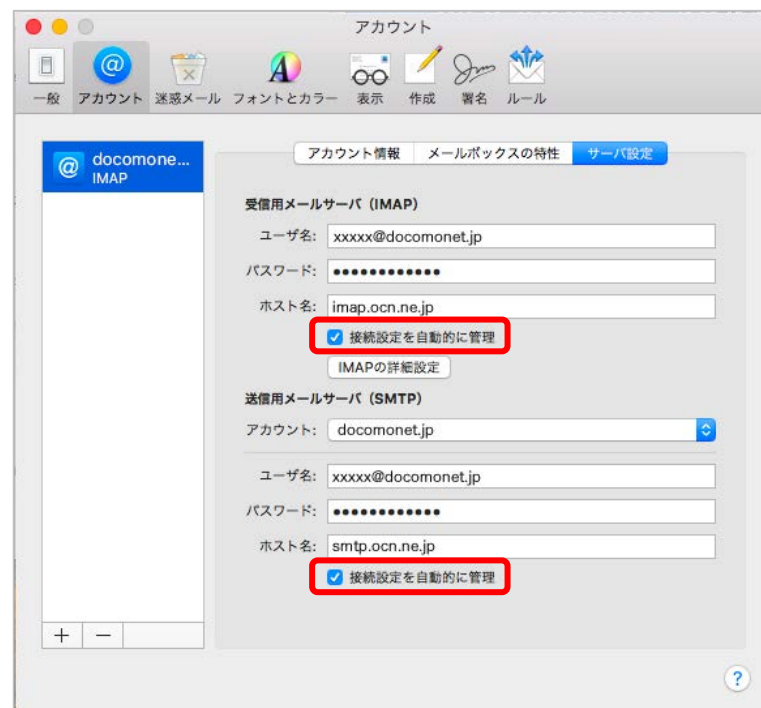 アカウント
一般 アカウント 迷惑メール フォントとカラー 表示 作成 署名 ルール
docomone...
IMAP
アカウント情報 メールボックスの特性 サーバ設定
受信用メールサーバ（IMAP）
ユーザ名: xxxxx@docomonet.jp
パスワード: ●●●●●●●●●●●●
ホスト名: imap.ocn.ne.jp
接続設定を自動的に管理
IMAPの詳細設定
送信用メールサーバ（SMTP）
アカウント: docomonet.jp
ユーザ名: xxxxx@docomonet.jp
パスワード: ●●●●●●●●●●●●
ホスト名: smtp.ocn.ne.jp
接続設定を自動的に管理
+ −
?